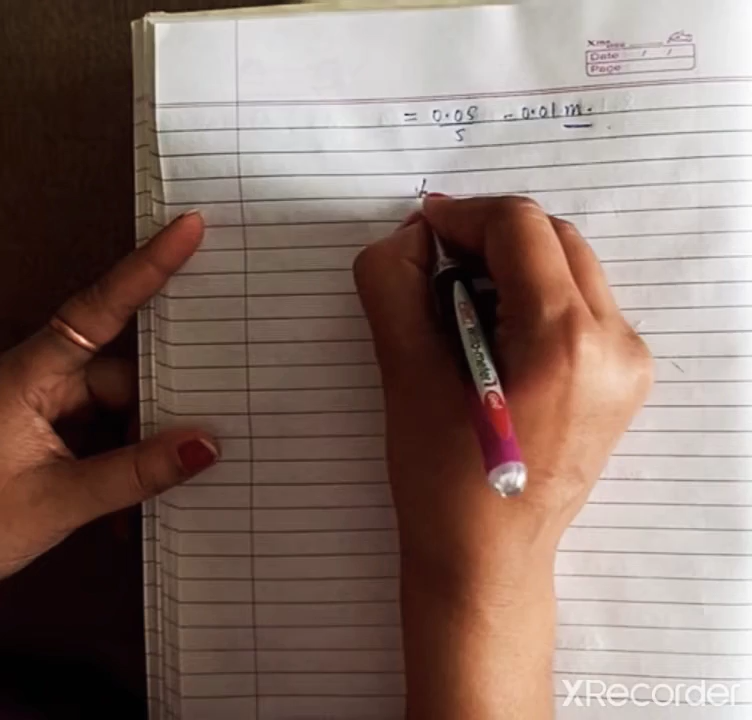 Date / /
Page
= 0.05/5 - 0.01 m.
XRecorder